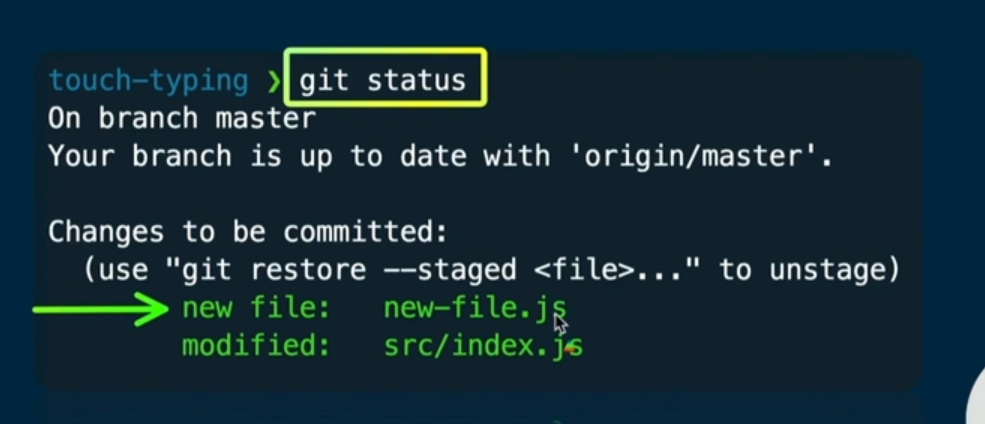 touch-typing ❯ git status
On branch master
Your branch is up to date with 'origin/master'.
Changes to be committed:
(use "git restore --staged <file>..." to unstage)
new file: new-file.js
modified: src/index.js